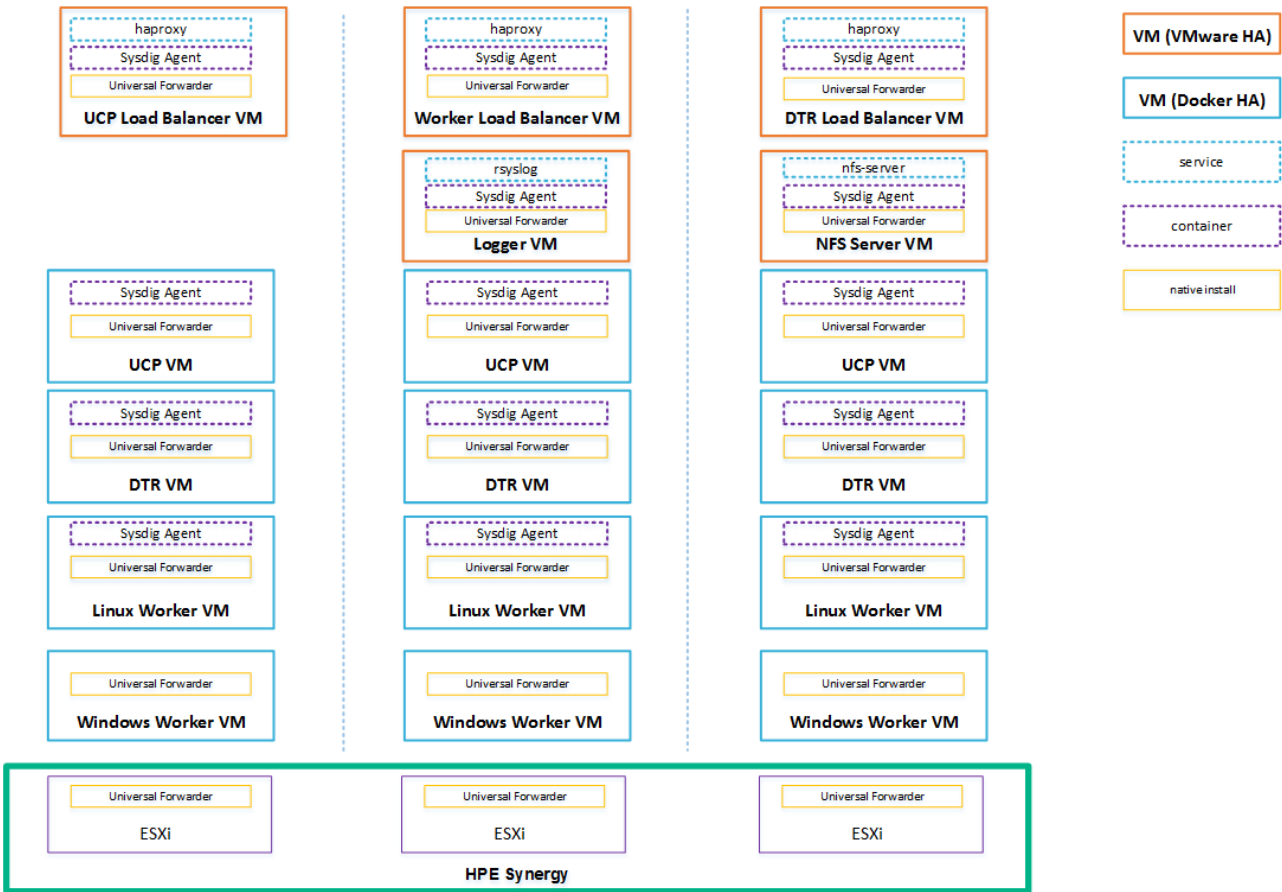 haproxy
Sysdig Agent
Universal Forwarder
UCP Load Balancer VM
haproxy
Sysdig Agent
Universal Forwarder
Worker Load Balancer VM
rsyslog
Sysdig Agent
Universal Forwarder
Logger VM
haproxy
Sysdig Agent
Universal Forwarder
DTR Load Balancer VM
nfs-server
Sysdig Agent
Universal Forwarder
NFS Server VM
Sysdig Agent
Universal Forwarder
UCP VM
Sysdig Agent
Universal Forwarder
UCP VM
Sysdig Agent
Universal Forwarder
UCP VM
Sysdig Agent
Universal Forwarder
DTR VM
Sysdig Agent
Universal Forwarder
DTR VM
Sysdig Agent
Universal Forwarder
DTR VM
Sysdig Agent
Universal Forwarder
Linux Worker VM
Sysdig Agent
Universal Forwarder
Linux Worker VM
Sysdig Agent
Universal Forwarder
Linux Worker VM
Universal Forwarder
Windows Worker VM
Universal Forwarder
Windows Worker VM
Universal Forwarder
Windows Worker VM
Universal Forwarder
ESXi
Universal Forwarder
ESXi
Universal Forwarder
ESXi
HPE Synergy
VM (VMware HA)
VM (Docker HA)
service
container
native install